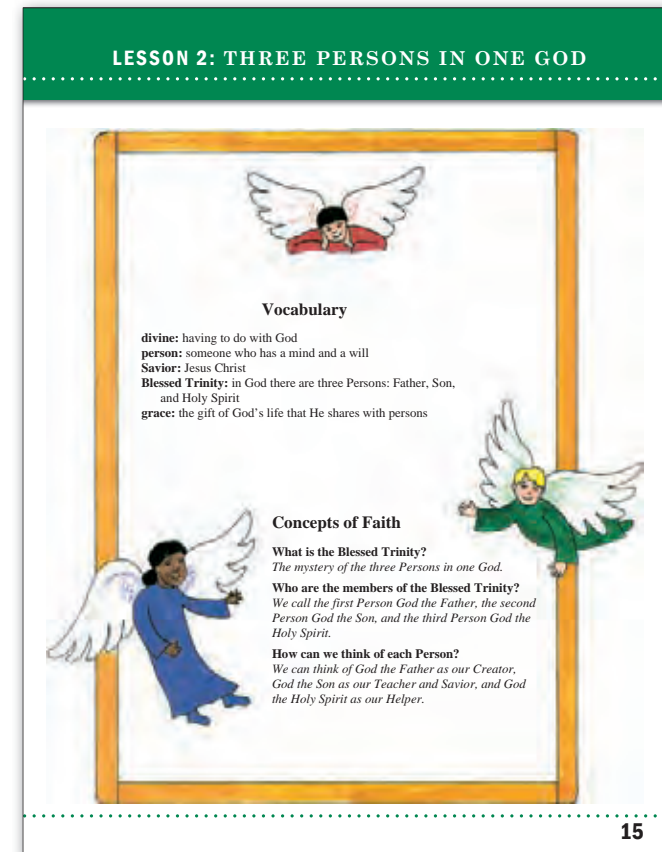 LESSON 2: THREE PERSONS IN ONE GOD
Vocabulary
divine: having to do with God
person: someone who has a mind and a will
Savior: Jesus Christ
Blessed Trinity: in God there are three Persons: Father, Son,
and Holy Spirit
grace: the gift of God's life that He shares with persons
Concepts of Faith
What is the Blessed Trinity?
The mystery of the three Persons in one God.
Who are the members of the Blessed Trinity?
We call the first Person God the Father, the second
Person God the Son, and the third Person God the
Holy Spirit.
How can we think of each Person?
We can think of God the Father as our Creator,
God the Son as our Teacher and Savior, and God
the Holy Spirit as our Helper.
15